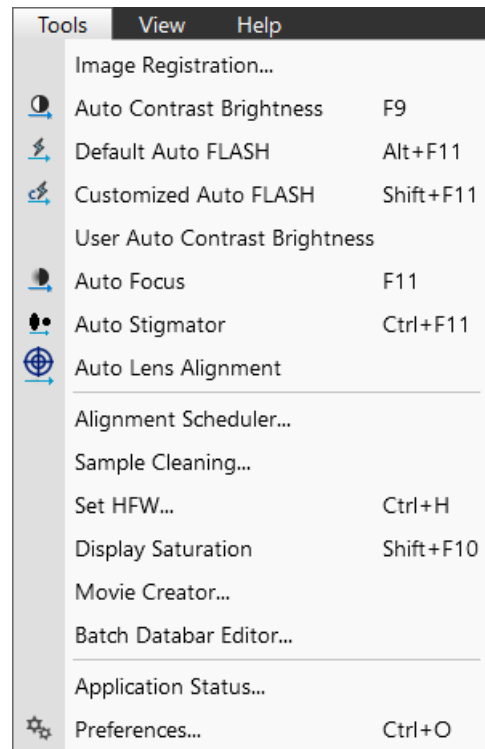 Tools View Help
Image Registration...
Auto Contrast Brightness F9
Default Auto FLASH Alt+F11
Customized Auto FLASH Shift+F11
User Auto Contrast Brightness
Auto Focus F11
Auto Stigmator Ctrl+F11
Auto Lens Alignment
Alignment Scheduler...
Sample Cleaning...
Set HFW... Ctrl+H
Display Saturation Shift+F10
Movie Creator...
Batch Databar Editor...
Application Status...
Preferences... Ctrl+O